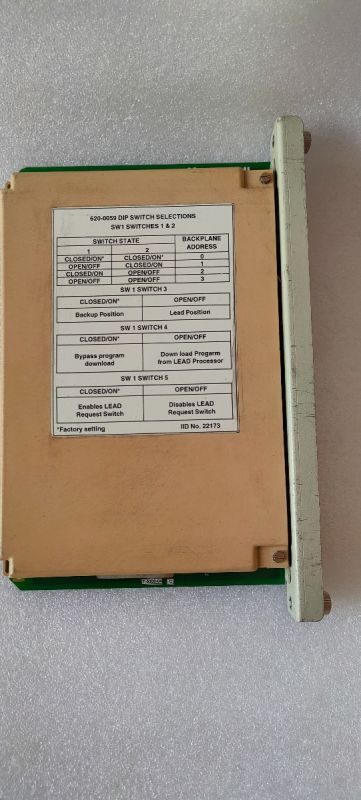 620-0059 DIP SWITCH SELECTIONS
SW1 SWITCHES 1 & 2
SWITCH STATE BACKPLANE ADDRESS
1 2
CLOSED/ON* CLOSED/ON* 0
OPEN/OFF CLOSED/ON 1
CLOSED/ON OPEN/OFF 2
OPEN/OFF OPEN/OFF 3
SW 1 SWITCH 3
CLOSED/ON* OPEN/OFF
Backup Position Lead Position
SW 1 SWITCH 4
CLOSED/ON* OPEN/OFF
Bypass program Down load Progarm
download from LEAD Processor
SW 1 SWITCH 5
CLOSED/ON* OPEN/OFF
Enables LEAD Disables LEAD
Request Switch Request Switch
*Factory setting IID No. 22173